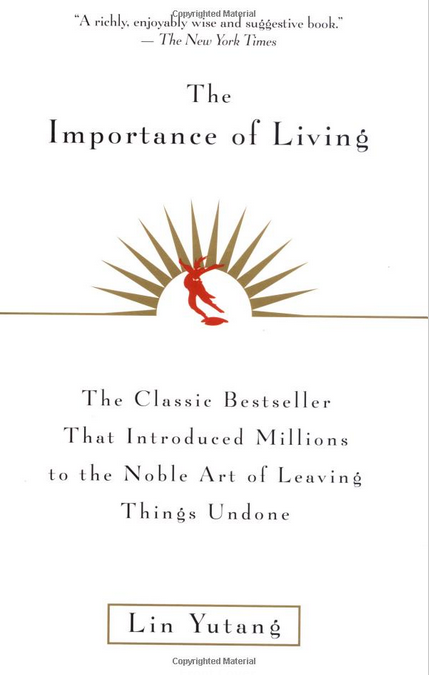 Copyrighted Material
"A richly, enjoyably wise and suggestive book."
— The New York Times
The
Importance of Living
The Classic Bestseller
That Introduced Millions
to the Noble Art of Leaving
Things Undone
Lin Yutang
Copyrighted Material